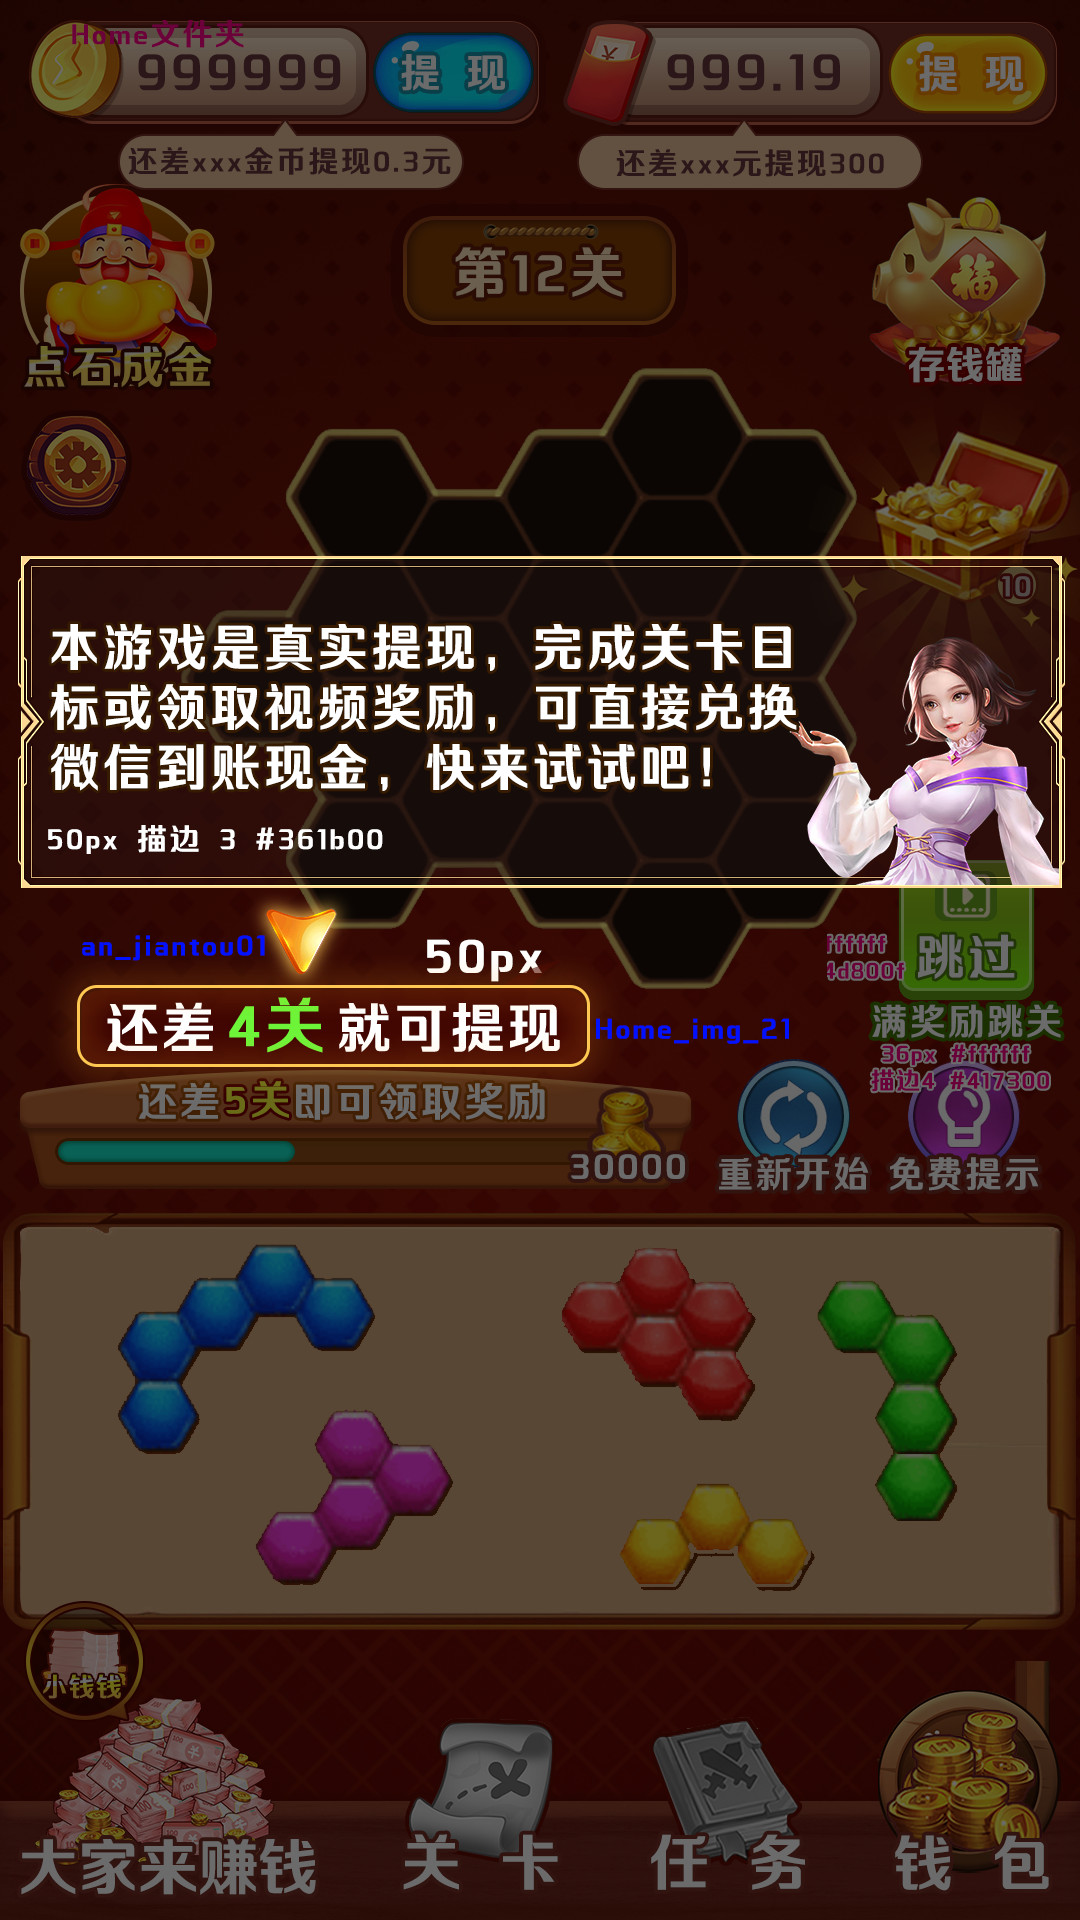 Home文件夹
999999
提 现
999.19
提 现
还差xxx金币提现0.3元
还差xxx元提现300
第12关
福
点石成金
存钱罐
10
本游戏是真实提现，完成关卡目
标或领取视频奖励，可直接兑换
微信到账现金，快来试试吧！
50px 描边 3 #361b00
an_jiantou01
50px
ffffff
4d800f
跳过
还差4关就可提现
Home_img_21
满奖励跳关
36px #ffffff
描边4 #417300
还差5关即可领取奖励
30000
重新开始
免费提示
小钱钱
大家来赚钱
关 卡
任 务
钱 包